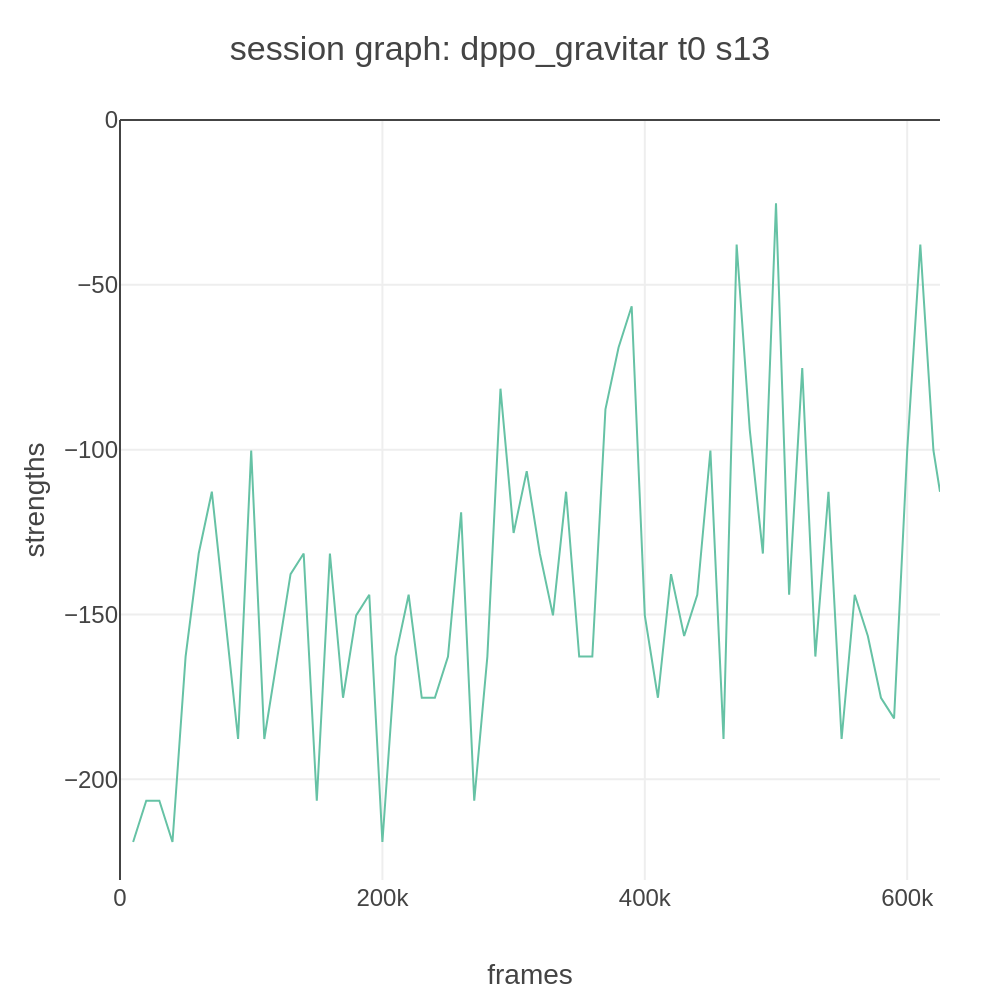 session graph: dppo_gravitar t0 s13
0
−50
−100
−150
−200
strengths
0
200k
400k
600k
frames